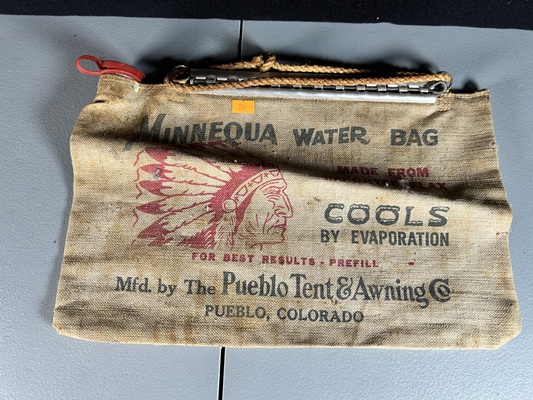 MINNEQUA WATER BAG
MADE FROM
FLAX
COOLS
BY EVAPORATION
FOR BEST RESULTS - PREFILL -
Mfd. by The Pueblo Tent & Awning Co
PUEBLO, COLORADO